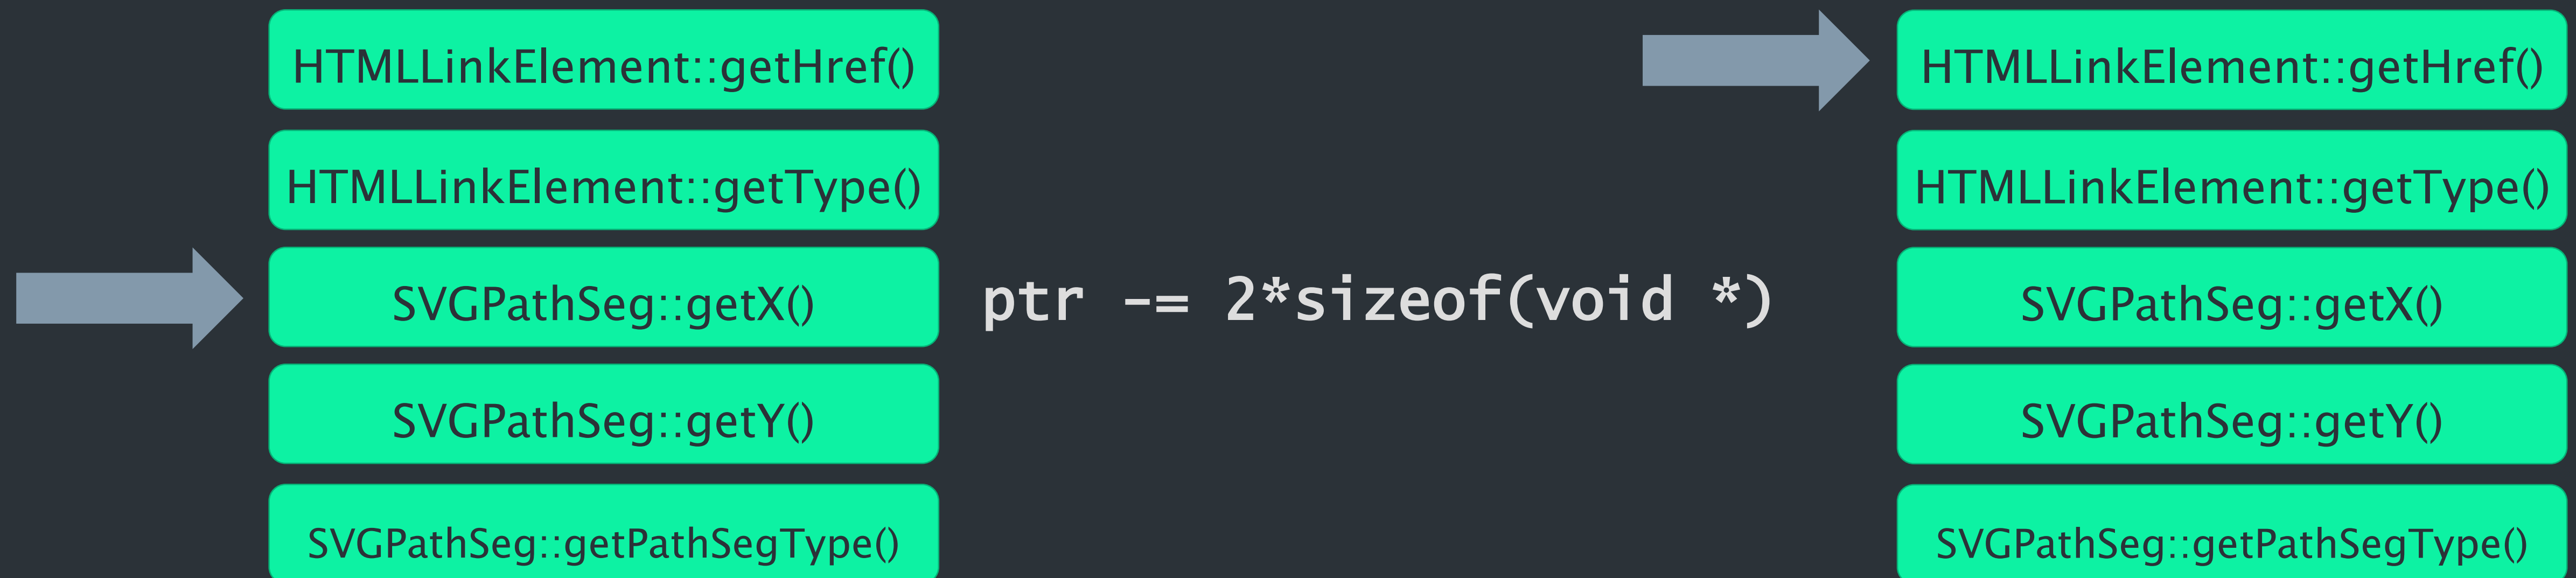 HTMLLinkElement::getHref()
HTMLLinkElement::getType()
SVGPathSeg::getX()
SVGPathSeg::getY()
SVGPathSeg::getPathSegType()
ptr -= 2*sizeof(void *)
HTMLLinkElement::getHref()
HTMLLinkElement::getType()
SVGPathSeg::getX()
SVGPathSeg::getY()
SVGPathSeg::getPathSegType()